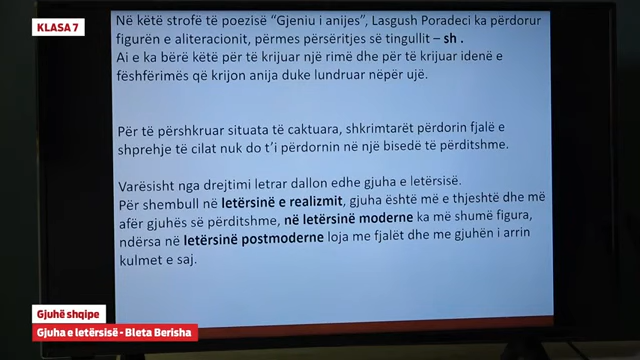 KLASA 7
Në këtë strofë të poezisë “Gjeniu i anijes”, Lasgush Poradeci ka përdorur
figurën e aliteracionit, përmes përsëritjes së tingullit – sh .
Ai e ka bërë këtë për të krijuar një rimë dhe për të krijuar idenë e
fëshfërimës që krijon anija duke lundruar nëpër ujë.
Për të përshkruar situata të caktuara, shkrimtarët përdorin fjalë e
shprehje të cilat nuk do t’i përdornin në një bisedë të përditshme.
Varësisht nga drejtimi letrar dallon edhe gjuha e letërsisë.
Për shembull në letërsinë e realizmit, gjuha është më e thjeshtë dhe më
afër gjuhës së përditshme, në letërsinë moderne ka më shumë figura,
ndërsa në letërsinë postmoderne loja me fjalët dhe me gjuhën i arrin
kulmet e saj.
Gjuhë shqipe
Gjuha e letërsisë - Bleta Berisha